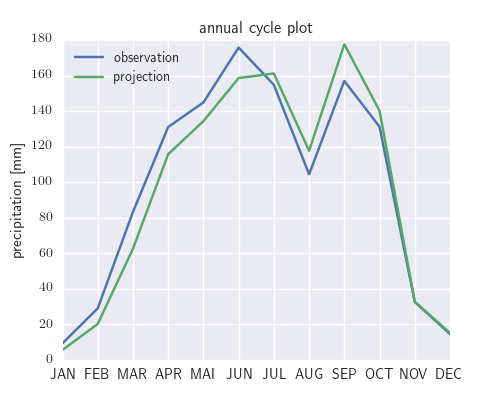 annual cycle plot
180
160
140
120
100
80
60
40
20
0
precipitation [mm]
observation
projection
JAN FEB MAR APR MAI JUN JUL AUG SEP OCT NOV DEC